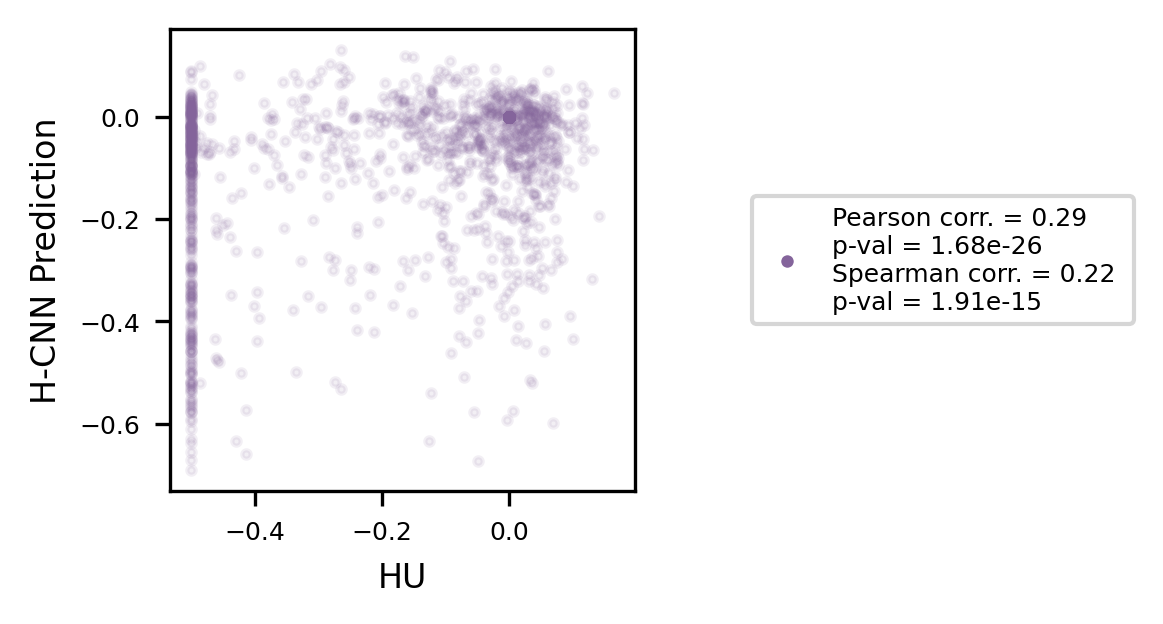 H-CNN Prediction
0.0
−0.2
−0.4
−0.6
−0.4
−0.2
0.0
HU
Pearson corr. = 0.29
p-val = 1.68e-26
Spearman corr. = 0.22
p-val = 1.91e-15